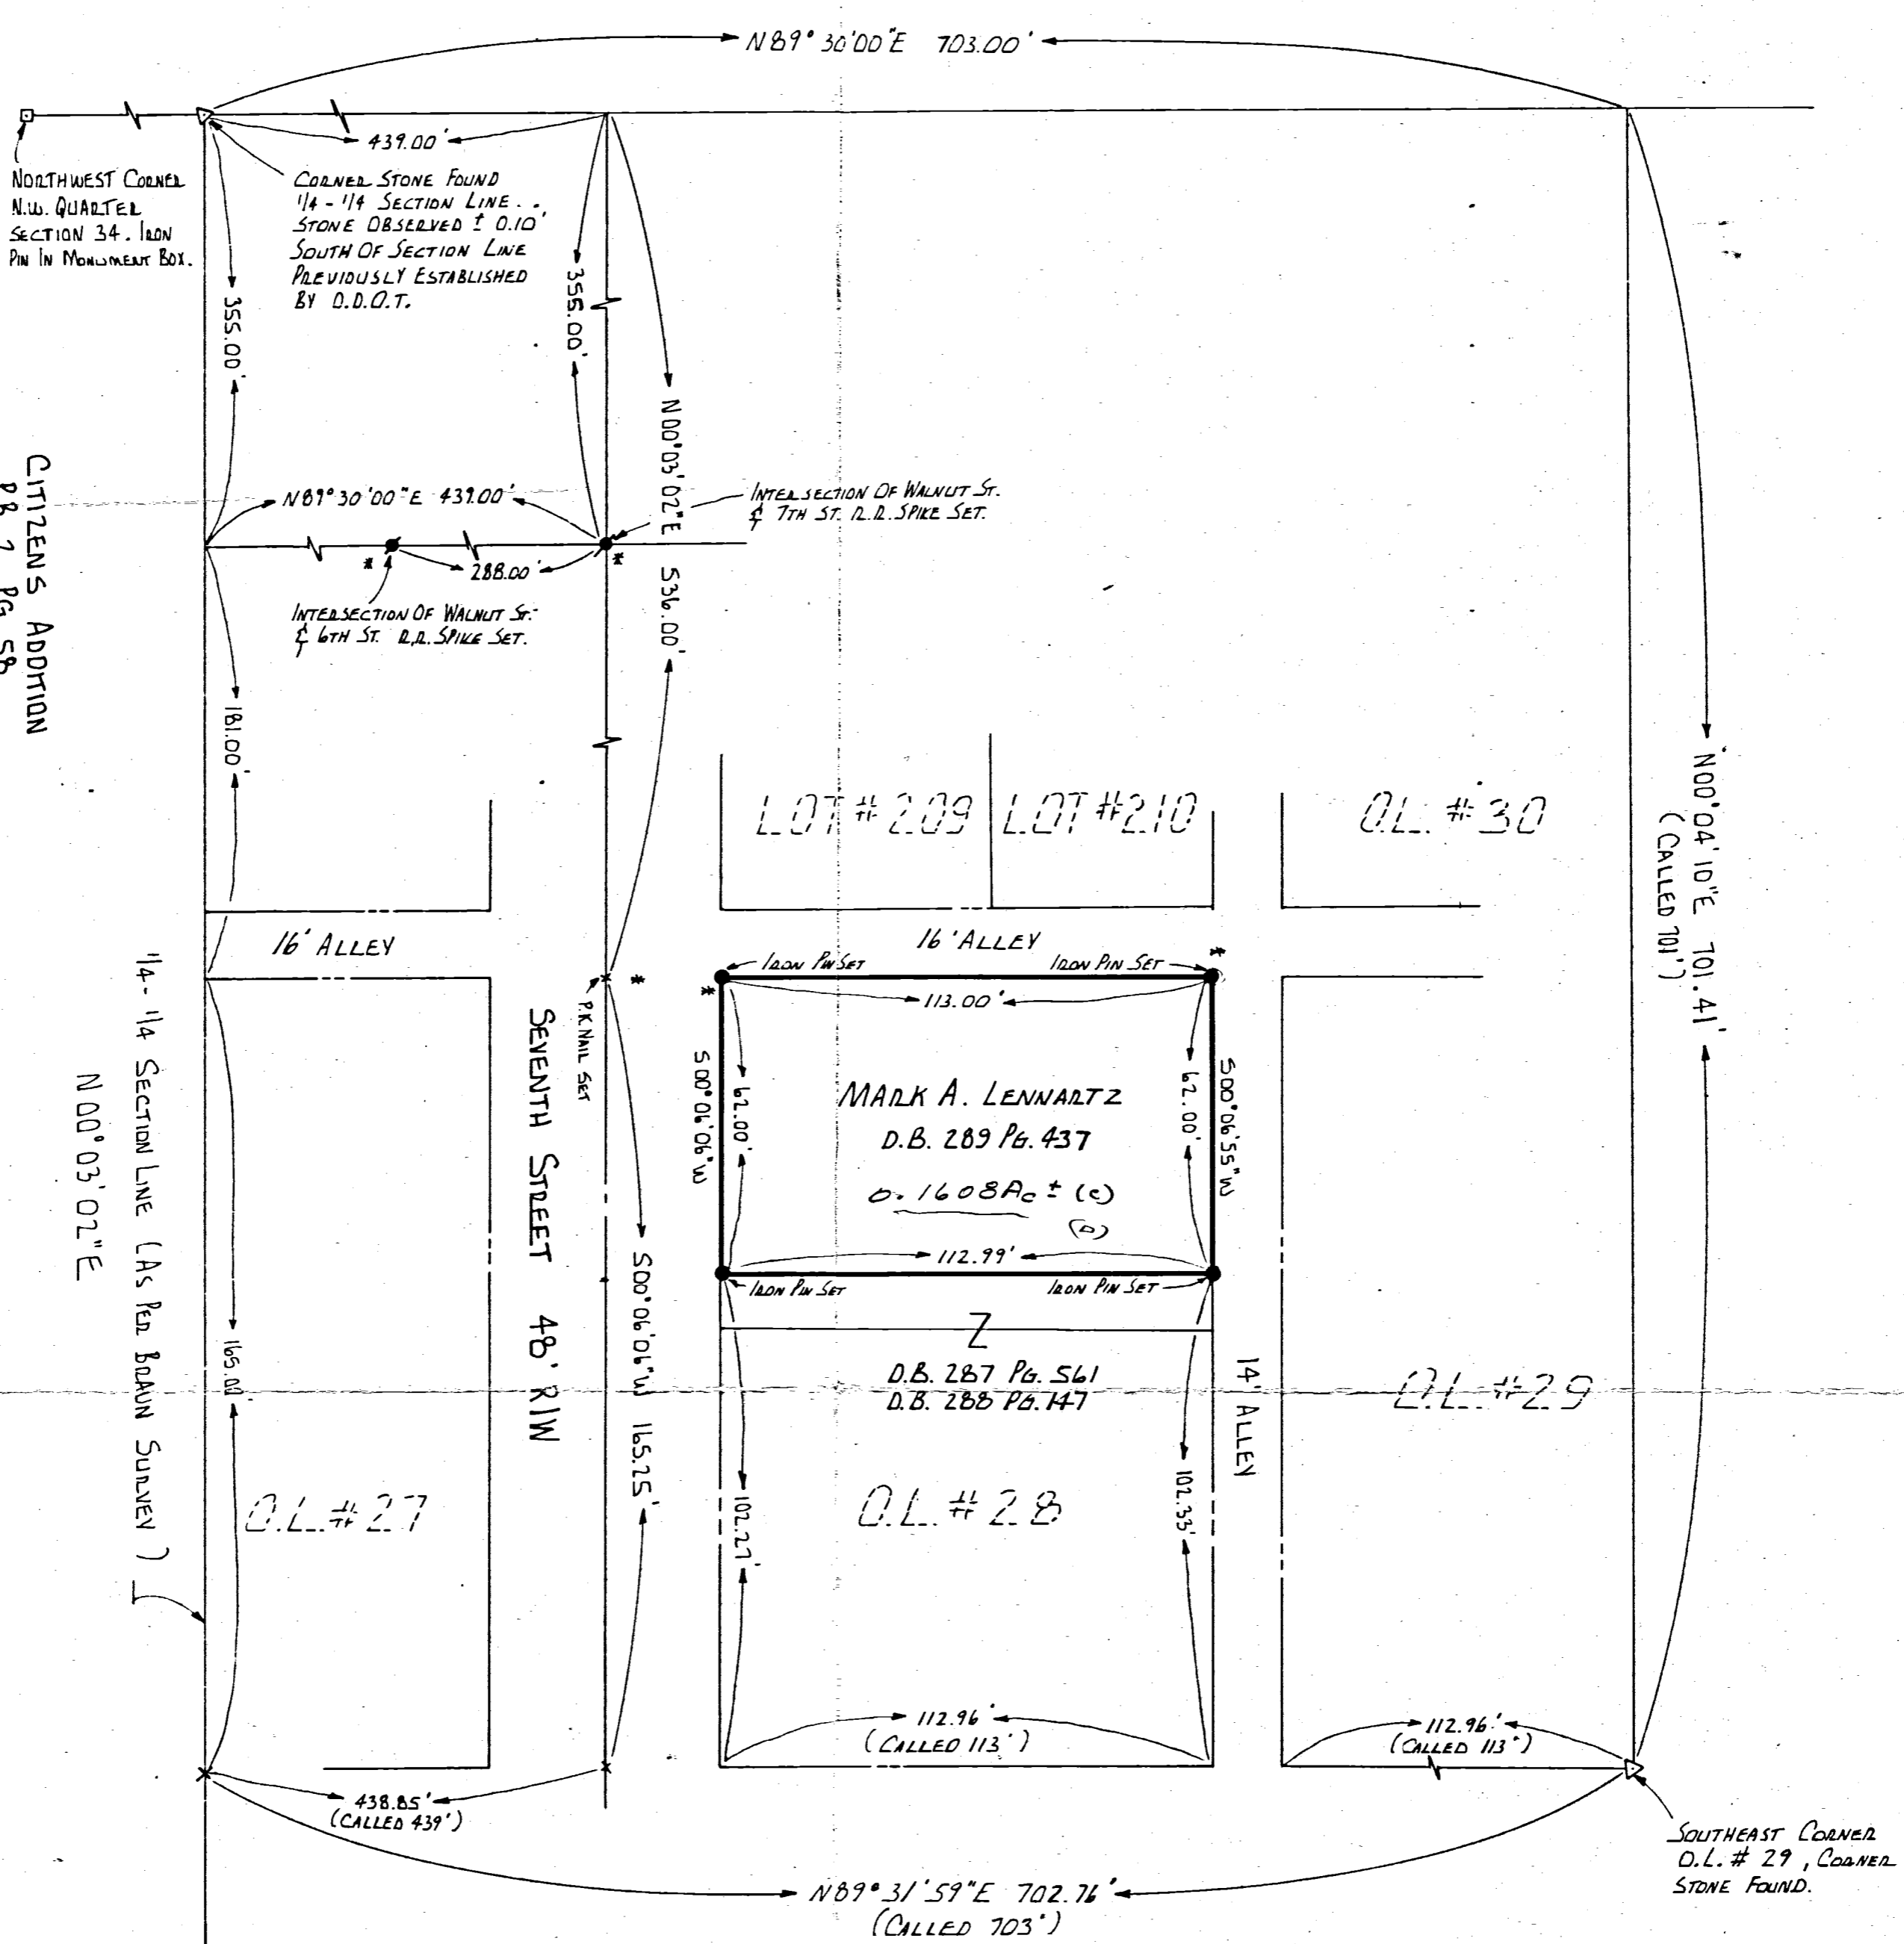 N89°30'00"E 703.00'
439.00'
NORTHWEST CORNER
N.W. QUARTER
SECTION 34. IRON
PIN IN MONUMENT BOX.
CORNER STONE FOUND
1/4 - 1/4 SECTION LINE.
STONE OBSERVED ± 0.10'
SOUTH OF SECTION LINE
PREVIOUSLY ESTABLISHED
BY O.D.O.T.
355.00'
355.00'
N00°03'02"E 536.00'
N89°30'00"E 439.00'
INTERSECTION OF WALNUT ST.
& 7TH ST. R.R. SPIKE SET.
* 288.00' *
INTERSECTION OF WALNUT ST.
& 6TH ST. R.R. SPIKE SET.
CITIZENS ADDITION
PG 58
181.00'
N00°04'10"E 701.41'
(CALLED 701')
LOT #209
LOT #210
O.L. #30
16' ALLEY
16' ALLEY
IRON PIN SET
IRON PIN SET
*
*
*
P.K. NAIL SET
113.00'
S00°06'06"W
62.00'
62.00'
S00°06'55"W
MARK A. LENNARTZ
D.B. 289 PG. 437
0.1608 Ac ± (c)
(D)
112.99'
IRON PIN SET
IRON PIN SET
Z
SEVENTH STREET 48' R/W
S00°06'06"W 165.25'
1/4 - 1/4 SECTION LINE (AS PER BRAUN SURVEY)
N00°03'02"E
165.00'
D.B. 287 PG. 561
D.B. 288 PG. 147
14' ALLEY
O.L. #29
O.L. #27
O.L. #28
102.27'
102.33'
112.96'
(CALLED 113')
112.96'
(CALLED 113')
438.85'
(CALLED 439')
SOUTHEAST CORNER
O.L. # 29, CORNER
STONE FOUND.
N89°31'59"E 702.76'
(CALLED 703')